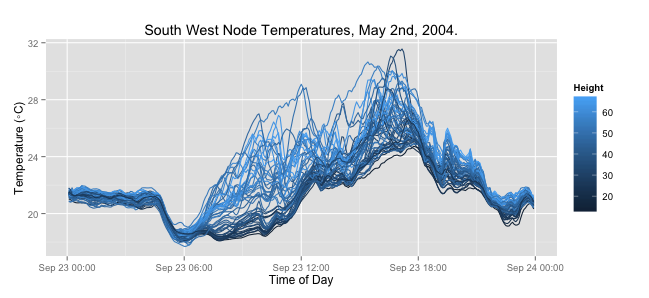 South West Node Temperatures, May 2nd, 2004.
Temperature (◦C)
32
28
24
20
Sep 23 00:00 Sep 23 06:00 Sep 23 12:00 Sep 23 18:00 Sep 24 00:00
Time of Day
Height
60
50
40
30
20